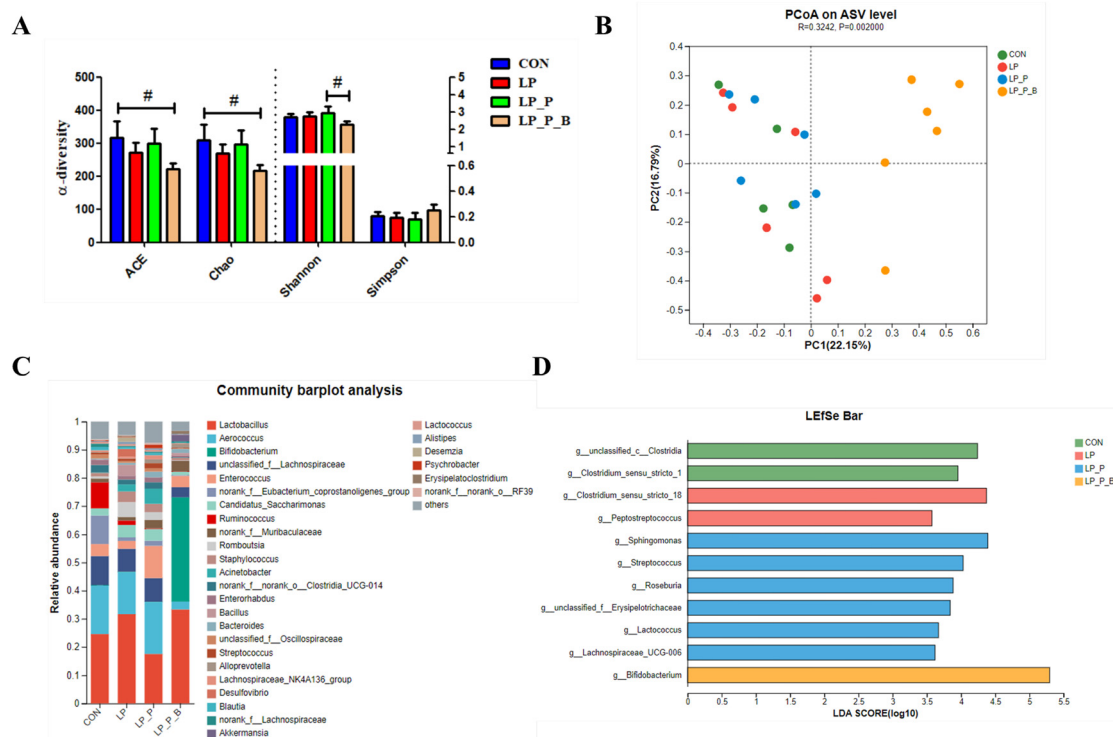 A
CON
LP
LP_P
LP_P_B
#
#
#
500
400
300
200
100
0
5
4
3
2
1
0.6
0.4
0.2
0.0
α-diversity
ACE
Chao
Shannon
Simpson
B
PCoA on ASV level
R=0.3242, P=0.002000
CON
LP
LP_P
LP_P_B
0.4
0.3
0.2
0.1
0
-0.1
-0.2
-0.3
-0.4
-0.5
PC2(16.79%)
-0.4 -0.3 -0.2 -0.1 0 0.1 0.2 0.3 0.4 0.5 0.6
PC1(22.15%)
C
Community barplot analysis
Relative abundance
1
0.9
0.8
0.7
0.6
0.5
0.4
0.3
0.2
0.1
0
CON
LP
LP_P
LP_P_B
Lactobacillus
Aerococcus
Bifidobacterium
unclassified_f__Lachnospiraceae
Enterococcus
norank_f__Eubacterium_coprostanoligenes_group
Candidatus_Saccharimonas
Ruminococcus
norank_f__Muribaculaceae
Romboutsia
Staphylococcus
Acinetobacter
norank_f__norank_o__Clostridia_UCG-014
Enterorhabdus
Bacillus
Bacteroides
unclassified_f__Oscillospiraceae
Streptococcus
Alloprevotella
Lachnospiraceae_NK4A136_group
Desulfovibrio
Blautia
norank_f__Lachnospiraceae
Akkermansia
Lactococcus
Alistipes
Desemzia
Psychrobacter
Erysipelatoclostridium
norank_f__norank_o__RF39
others
D
LEfSe Bar
CON
LP
LP_P
LP_P_B
g__unclassified_c__Clostridia
g__Clostridium_sensu_stricto_1
g__Clostridium_sensu_stricto_18
g__Peptostreptococcus
g__Sphingomonas
g__Streptococcus
g__Roseburia
g__unclassified_f__Erysipelotrichaceae
g__Lactococcus
g__Lachnospiraceae_UCG-006
g__Bifidobacterium
0 0.5 1 1.5 2 2.5 3 3.5 4 4.5 5 5.5
LDA SCORE(log10)